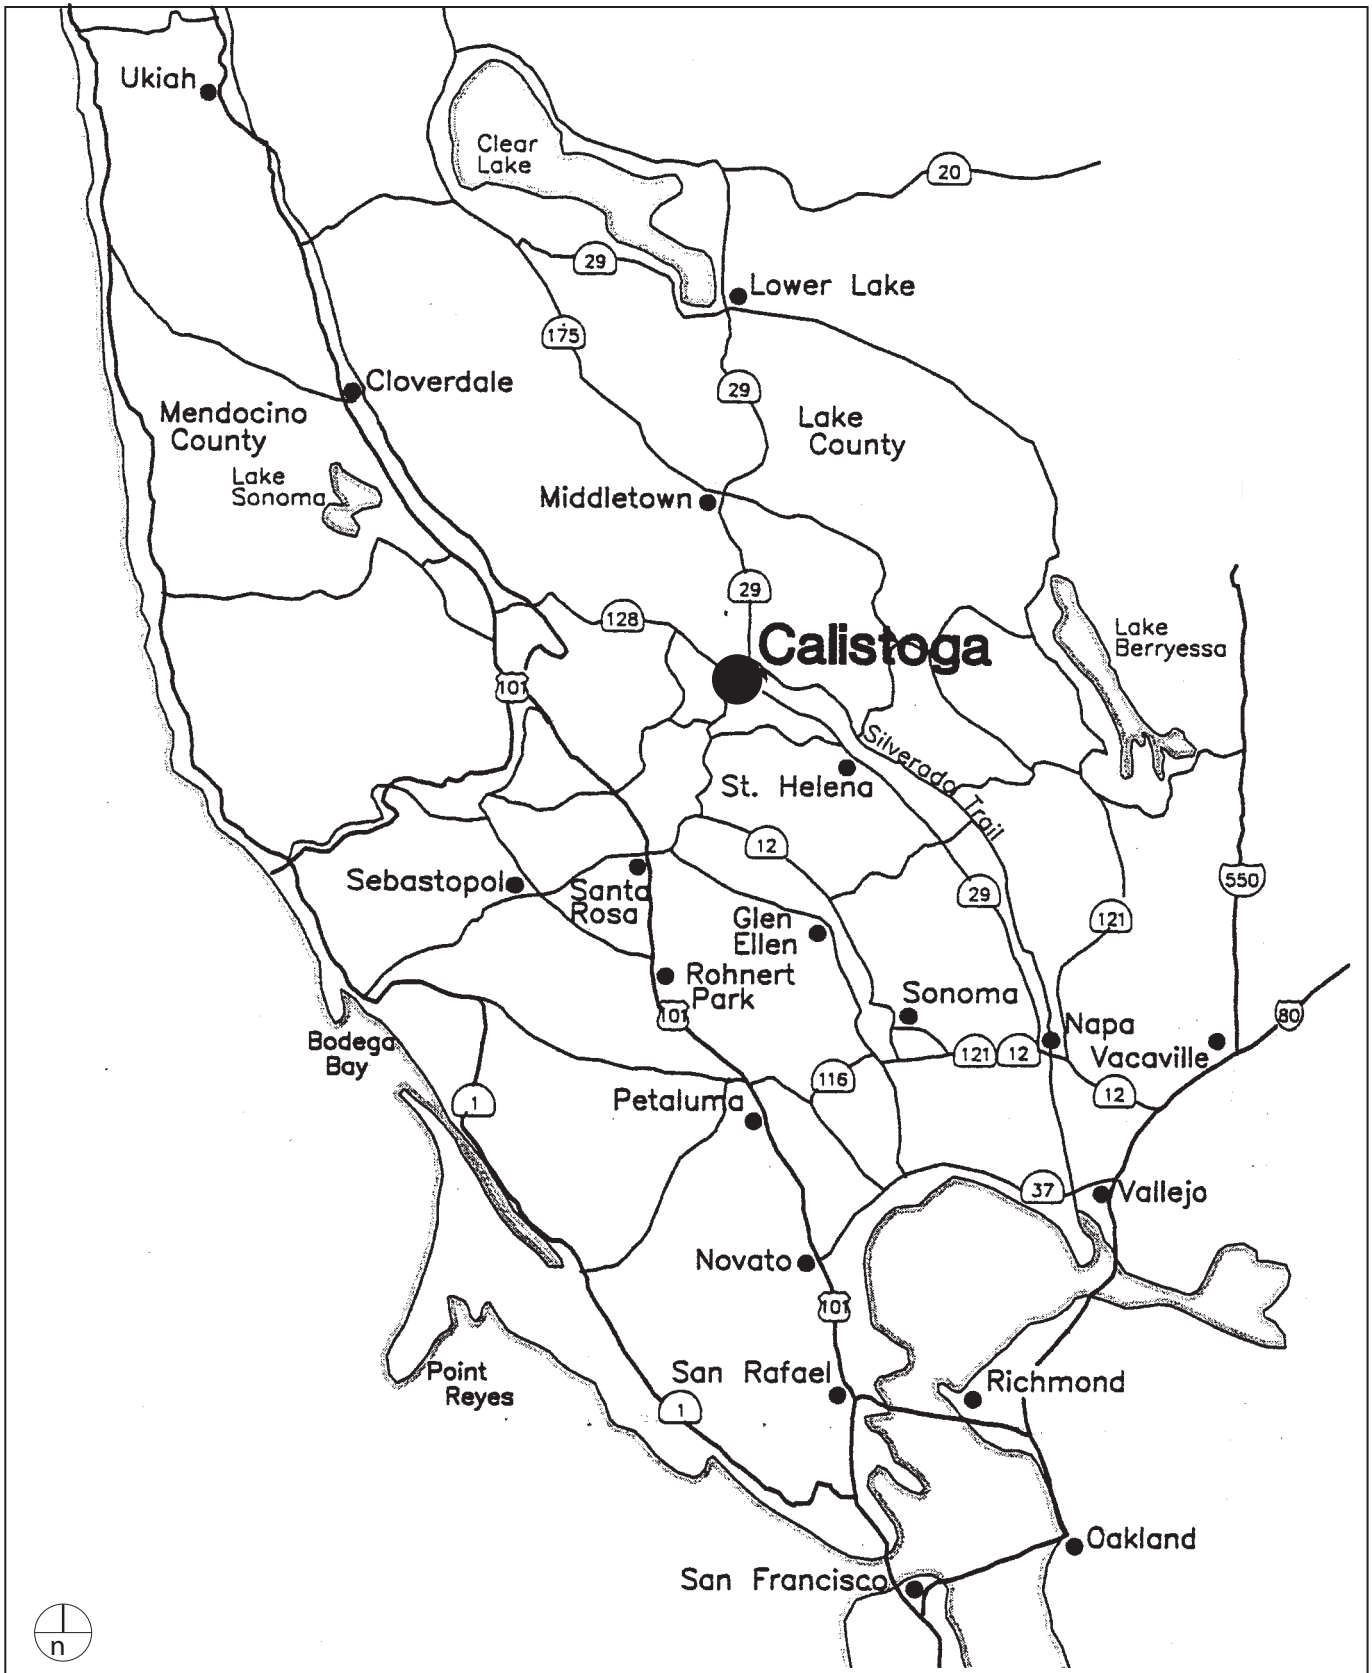 Ukiah
Clear
Lake
20
29
Lower Lake
175
Cloverdale
29
Mendocino
County
Lake
County
Lake
Sonoma
Middletown
29
128
Calistoga
Lake
Berryessa
101
Silverado Trail
St. Helena
12
Sebastopol
Santa
Rosa
29
550
Glen
Ellen
121
Rohnert
Park
Sonoma
101
80
Napa
Bodega
Bay
121
12
Vacaville
116
12
1
Petaluma
37
Vallejo
Novato
101
San Rafael
Richmond
Point
Reyes
1
Oakland
San Francisco
n